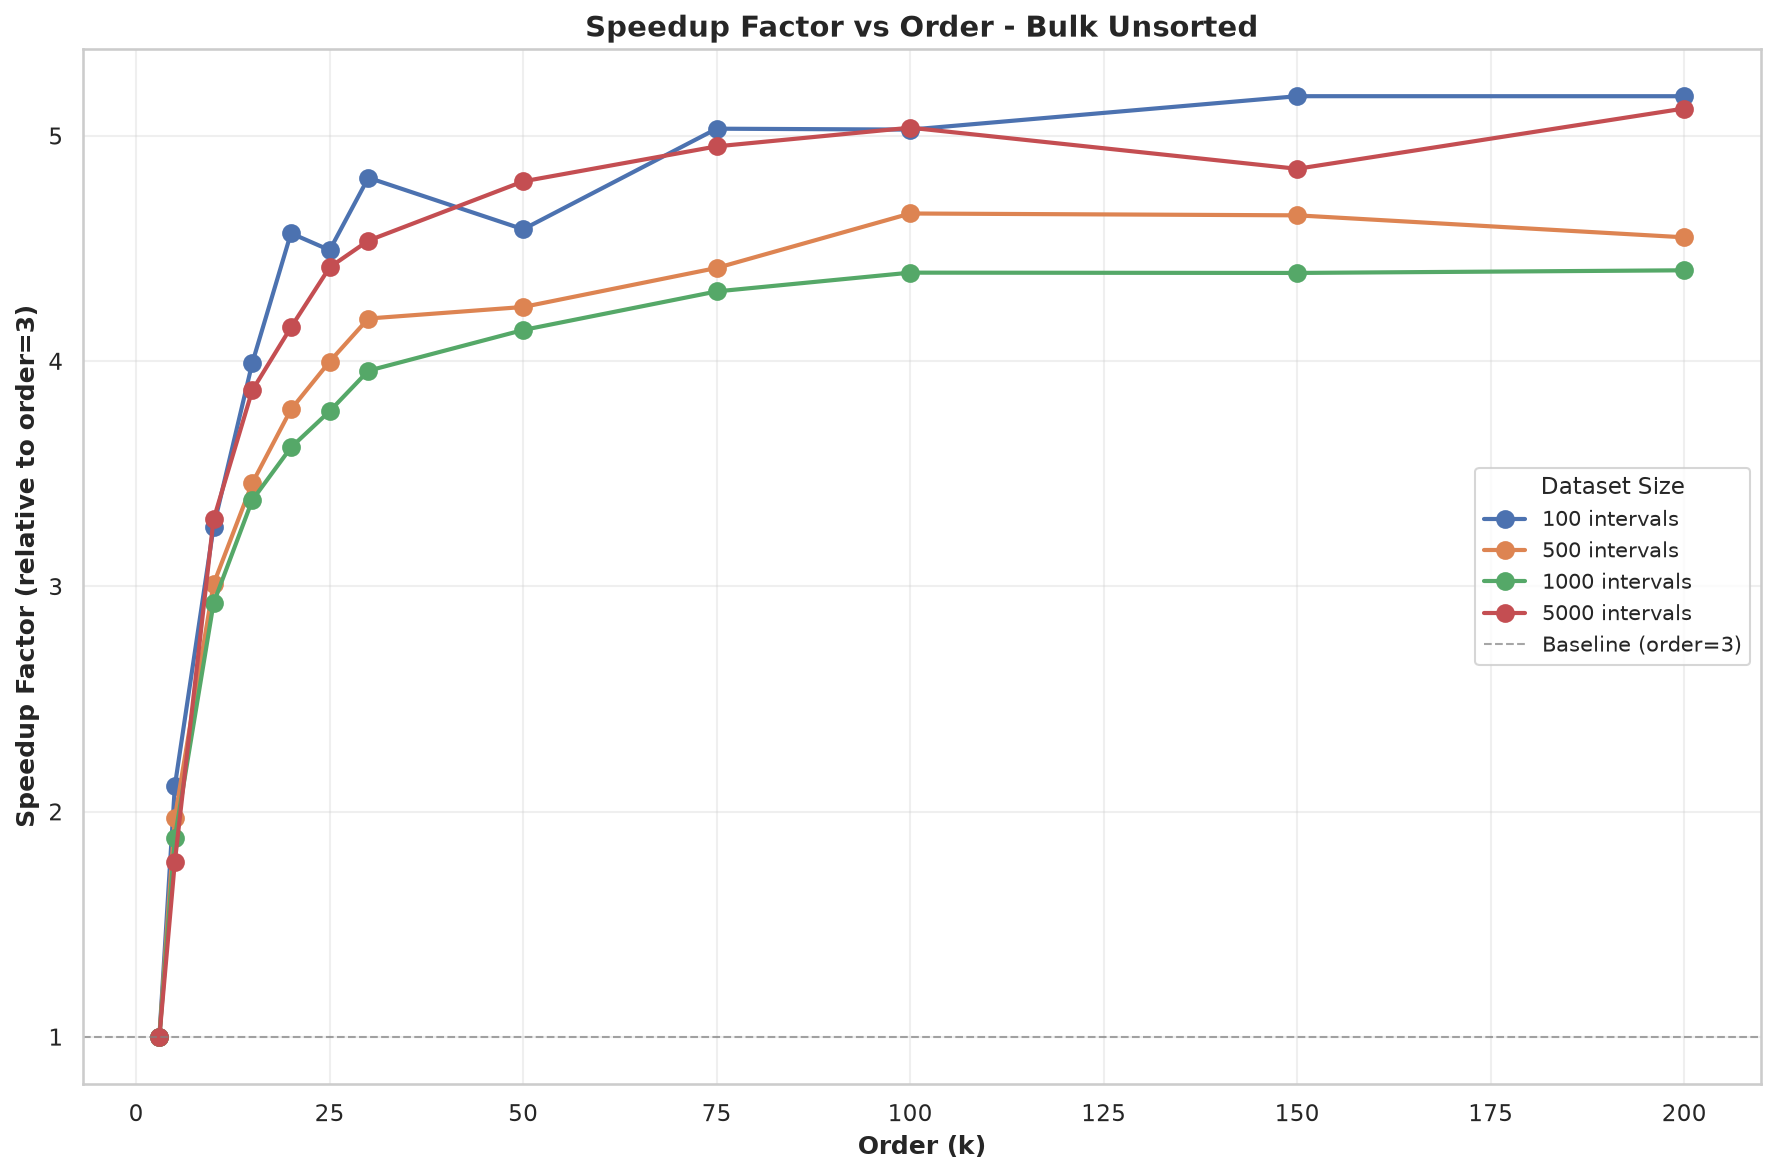 Speedup Factor vs Order - Bulk Unsorted
Speedup Factor (relative to order=3)
5
4
3
2
1
Dataset Size
100 intervals
500 intervals
1000 intervals
5000 intervals
Baseline (order=3)
0 25 50 75 100 125 150 175 200
Order (k)